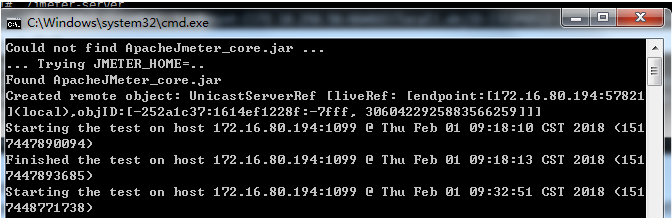 # ./jmeter-server
C:\Windows\system32\cmd.exe
Could not find ApacheJmeter_core.jar ...
... Trying JMETER_HOME=..
Found ApacheJMeter_core.jar
Created remote object: UnicastServerRef [liveRef: [endpoint:[172.16.80.194:57821
](local),objID:[-252a1c37:1614ef1228f:-7fff, 3060422925883566259]]]
Starting the test on host 172.16.80.194:1099 @ Thu Feb 01 09:18:10 CST 2018 (151
7447890094)
Finished the test on host 172.16.80.194:1099 @ Thu Feb 01 09:18:13 CST 2018 (151
7447893685)
Starting the test on host 172.16.80.194:1099 @ Thu Feb 01 09:32:51 CST 2018 (151
7448771738)